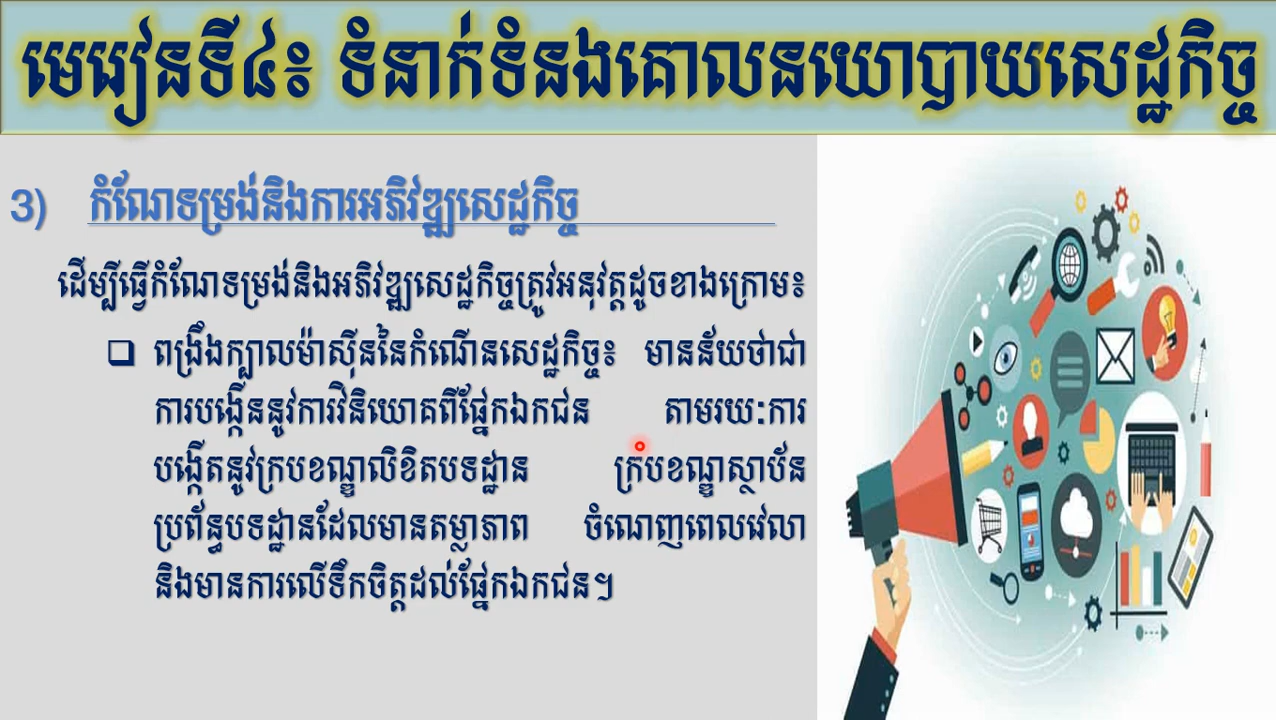 មេរៀនទី៤៖ ទំនាក់ទំនងគោលនយោបាយសេដ្ឋកិច្ច
3) កំណែទម្រង់និងការអភិវឌ្ឍសេដ្ឋកិច្ច
ដើម្បីធ្វើកំណែទម្រង់និងអភិវឌ្ឍសេដ្ឋកិច្ចត្រូវអនុវត្តដូចខាងក្រោម៖
❑ ពង្រឹងក្បាលម៉ាស៊ីននៃកំណើនសេដ្ឋកិច្ច៖ មានន័យថាជា
ការបង្កើននូវការវិនិយោគពីផ្នែកឯកជន តាមរយៈការ
បង្កើតនូវក្របខណ្ឌលិខិតបទដ្ឋាន ក្របខណ្ឌស្ថាប័ន
ប្រព័ន្ធបទដ្ឋានដែលមានតម្លាភាព ចំណេញពេលវេលា
និងមានការលើទឹកចិត្តដល់ផ្នែកឯកជន។